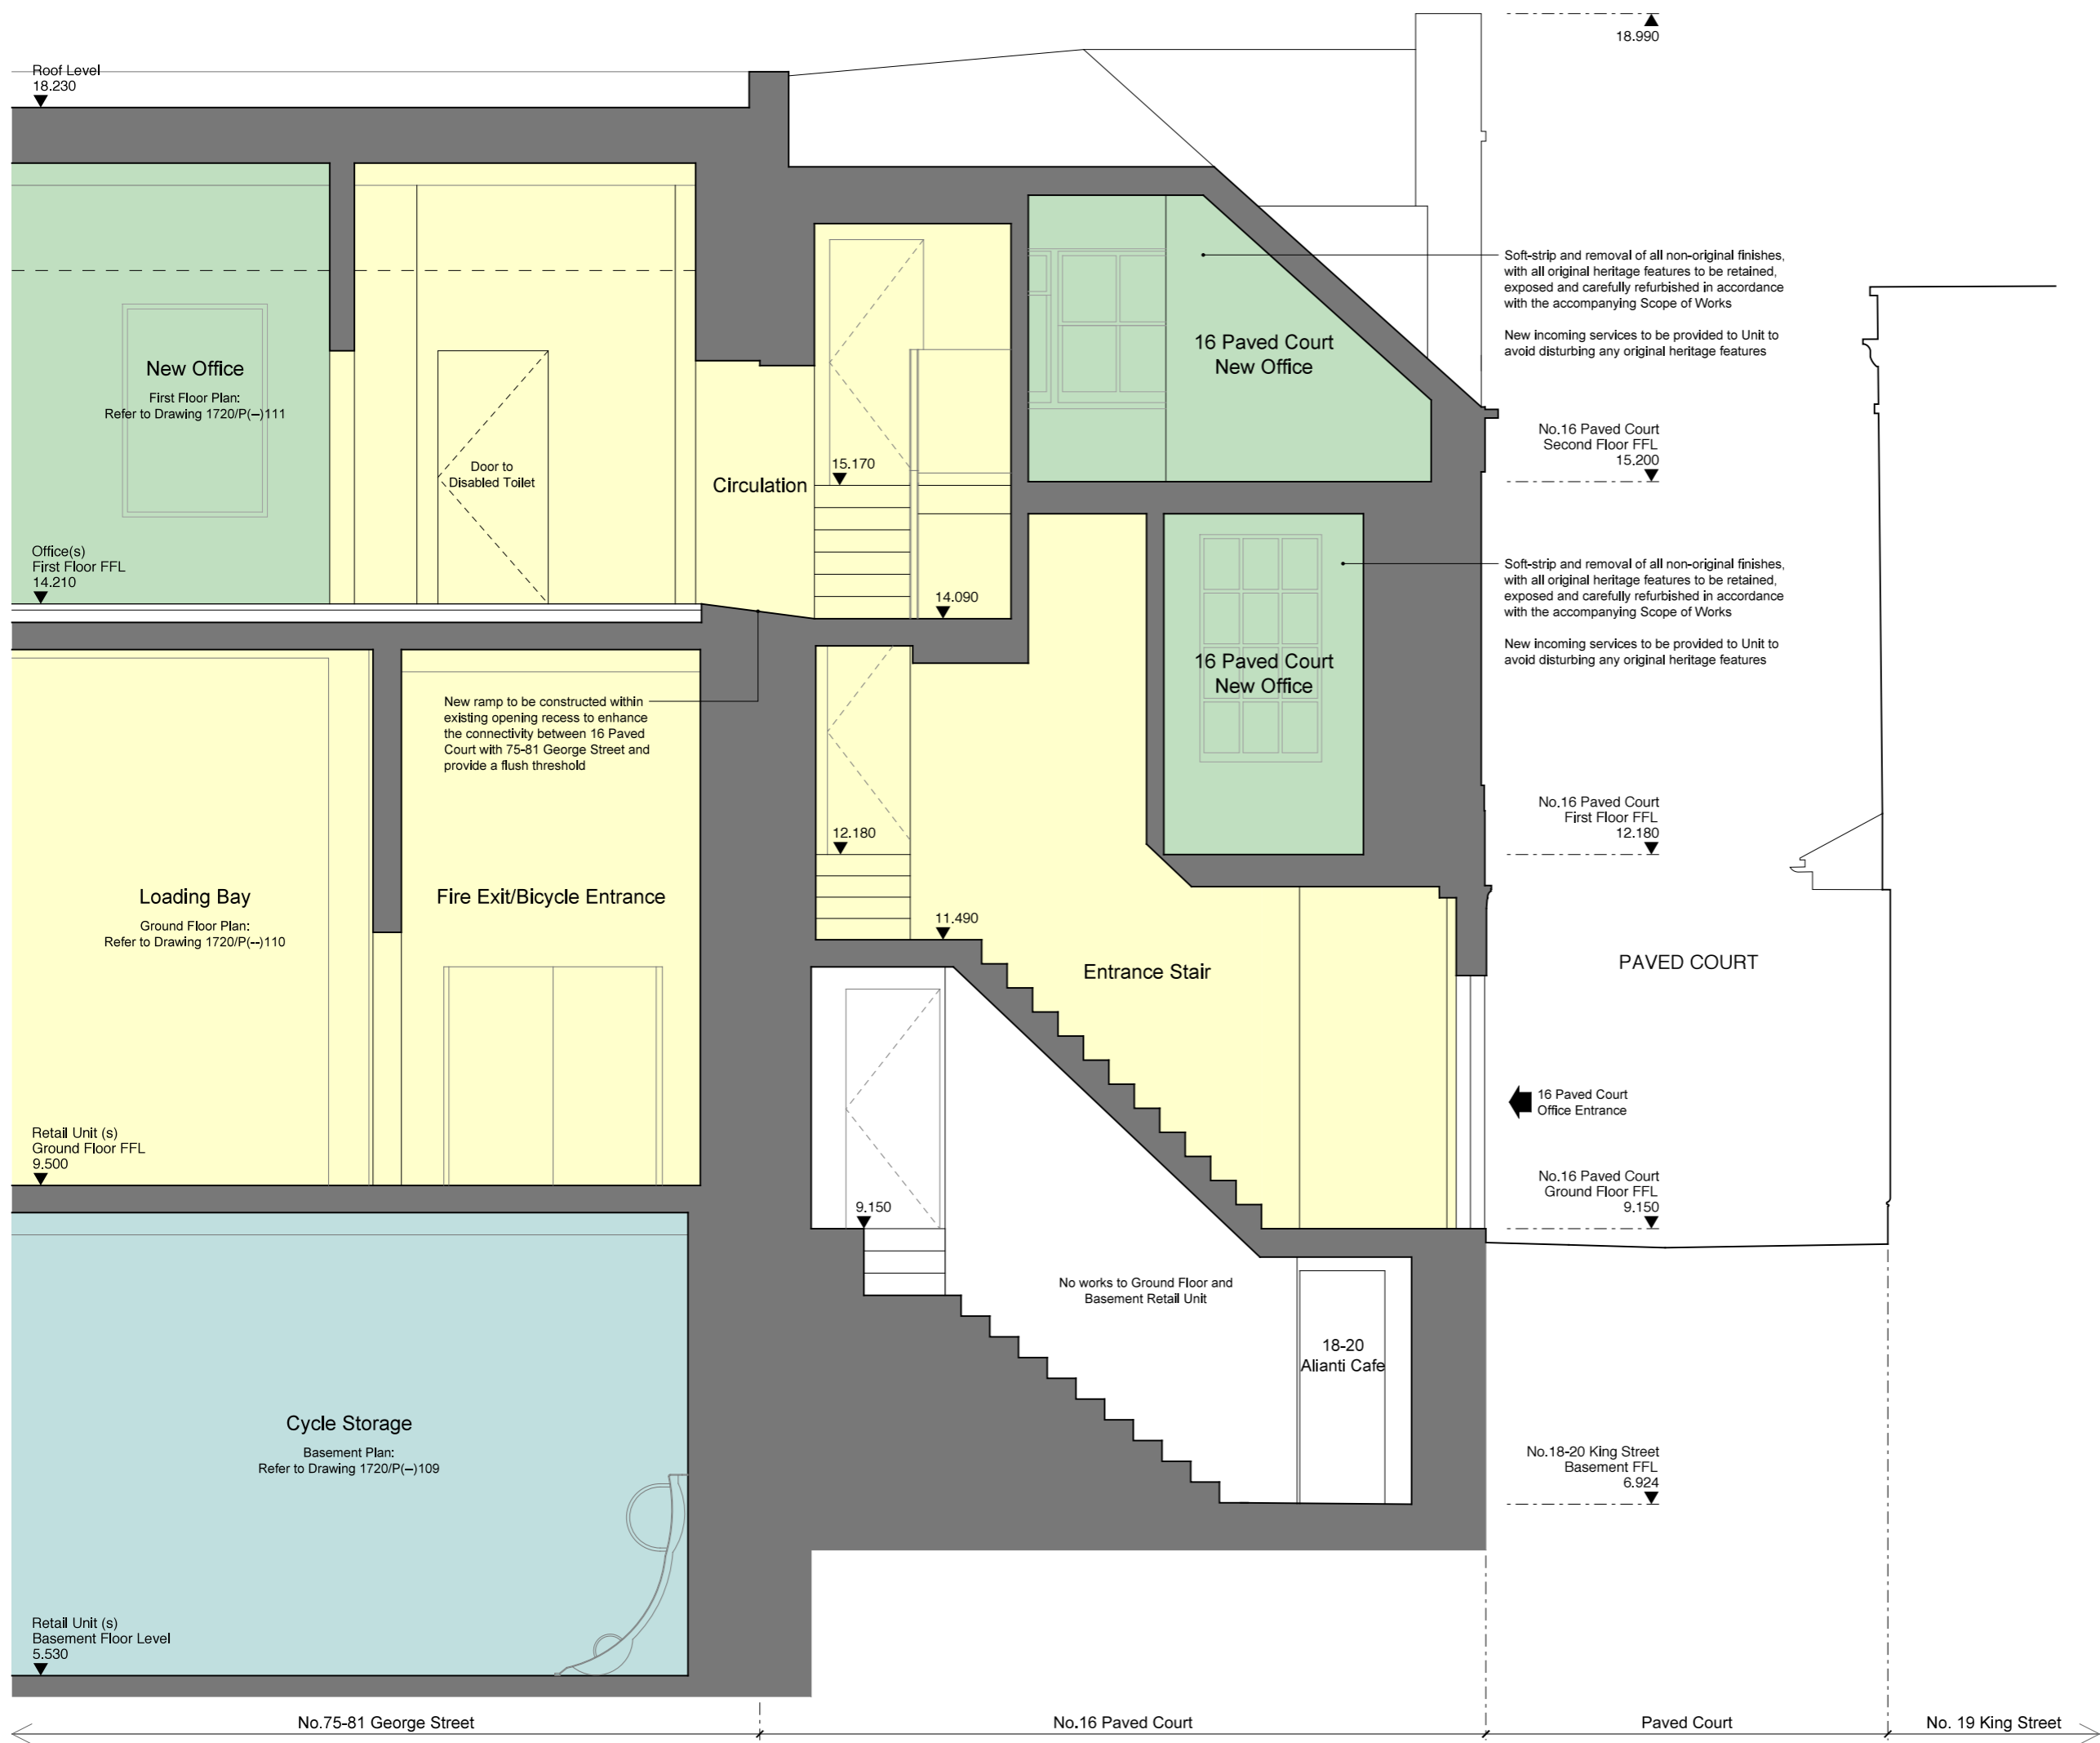 18.990
Roof Level
18.230
Soft-strip and removal of all non-original finishes,
with all original heritage features to be retained,
exposed and carefully refurbished in accordance
with the accompanying Scope of Works
New incoming services to be provided to Unit to
avoid disturbing any original heritage features
16 Paved Court
New Office
New Office
First Floor Plan:
Refer to Drawing 1720/P(--)111
Door to
Disabled Toilet
Circulation
15.170
No.16 Paved Court
Second Floor FFL
15.200
Office(s)
First Floor FFL
14.210
14.090
Soft-strip and removal of all non-original finishes,
with all original heritage features to be retained,
exposed and carefully refurbished in accordance
with the accompanying Scope of Works
New incoming services to be provided to Unit to
avoid disturbing any original heritage features
16 Paved Court
New Office
New ramp to be constructed within
existing opening recess to enhance
the connectivity between 16 Paved
Court with 75-81 George Street and
provide a flush threshold
12.180
No.16 Paved Court
First Floor FFL
12.180
Loading Bay
Ground Floor Plan:
Refer to Drawing 1720/P(--)110
Fire Exit/Bicycle Entrance
11.490
Entrance Stair
PAVED COURT
16 Paved Court
Office Entrance
Retail Unit (s)
Ground Floor FFL
9.500
No.16 Paved Court
Ground Floor FFL
9.150
9.150
No works to Ground Floor and
Basement Retail Unit
18-20
Alianti Cafe
Cycle Storage
Basement Plan:
Refer to Drawing 1720/P(--)109
No.18-20 King Street
Basement FFL
6.924
Retail Unit (s)
Basement Floor Level
5.530
No.75-81 George Street
No.16 Paved Court
Paved Court
No. 19 King Street